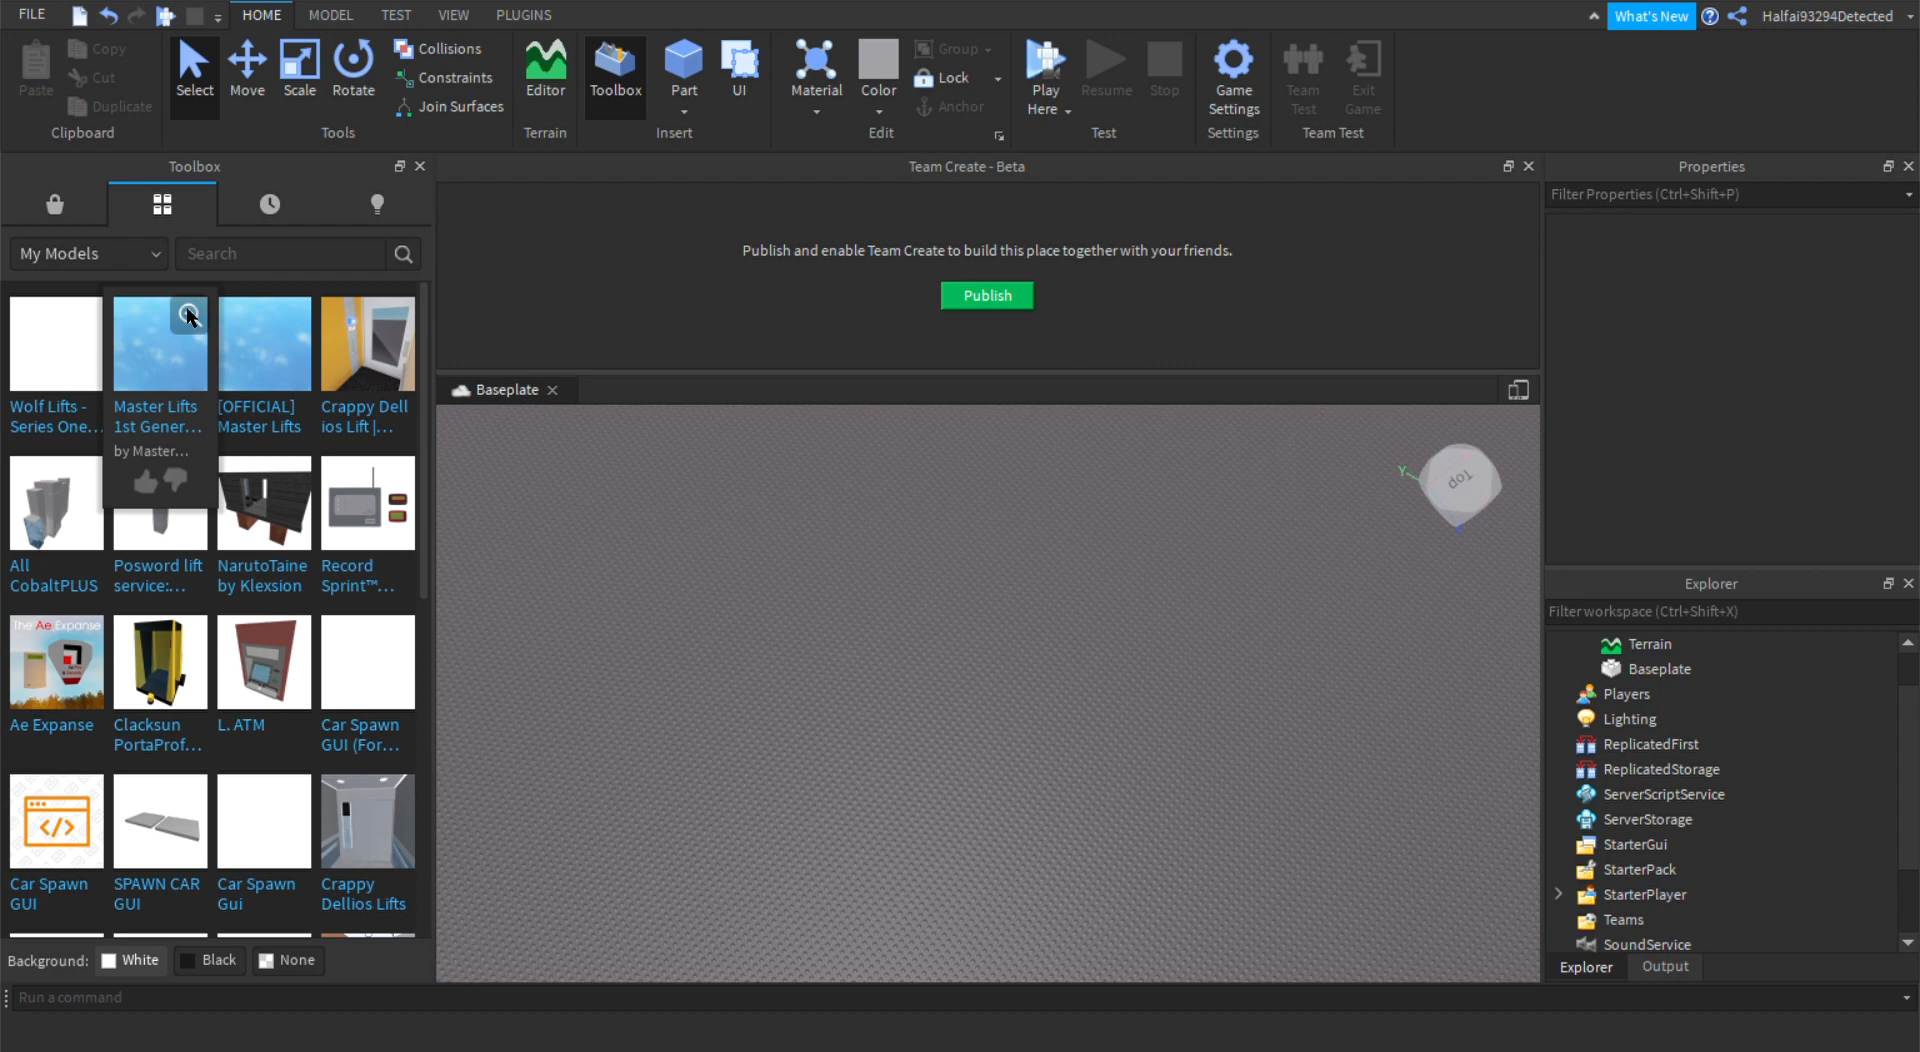 FILE
HOME
MODEL
TEST
VIEW
PLUGINS
What's New
Halfai93294Detected
Paste
Copy
Cut
Duplicate
Clipboard
Select
Move
Scale
Rotate
Collisions
Constraints
Join Surfaces
Tools
Editor
Terrain
Toolbox
Part
UI
Insert
Material
Color
Group
Lock
Anchor
Edit
Play
Here
Resume
Stop
Test
Game
Settings
Settings
Team
Test
Exit
Game
Team Test
Toolbox
My Models
Search
Wolf Lifts -
Series One...
Master Lifts
1st Gener...
by Master...
[OFFICIAL]
Master Lifts
Crappy Dell
ios Lift |...
All
CobaltPLUS
Posword lift
service:...
NarutoTaine
by Klexsion
Record
Sprint™...
The Ae Expanse
Ae Expanse
Clacksun
PortaProf...
L. ATM
Car Spawn
GUI (For...
Car Spawn
GUI
SPAWN CAR
GUI
Car Spawn
Gui
Crappy
Dellios Lifts
Background:
White
Black
None
Run a command
Team Create - Beta
Publish and enable Team Create to build this place together with your friends.
Publish
Baseplate
Top
Y
Properties
Filter Properties (Ctrl+Shift+P)
Explorer
Filter workspace (Ctrl+Shift+X)
Terrain
Baseplate
Players
Lighting
ReplicatedFirst
ReplicatedStorage
ServerScriptService
ServerStorage
StarterGui
StarterPack
StarterPlayer
Teams
SoundService
Explorer
Output